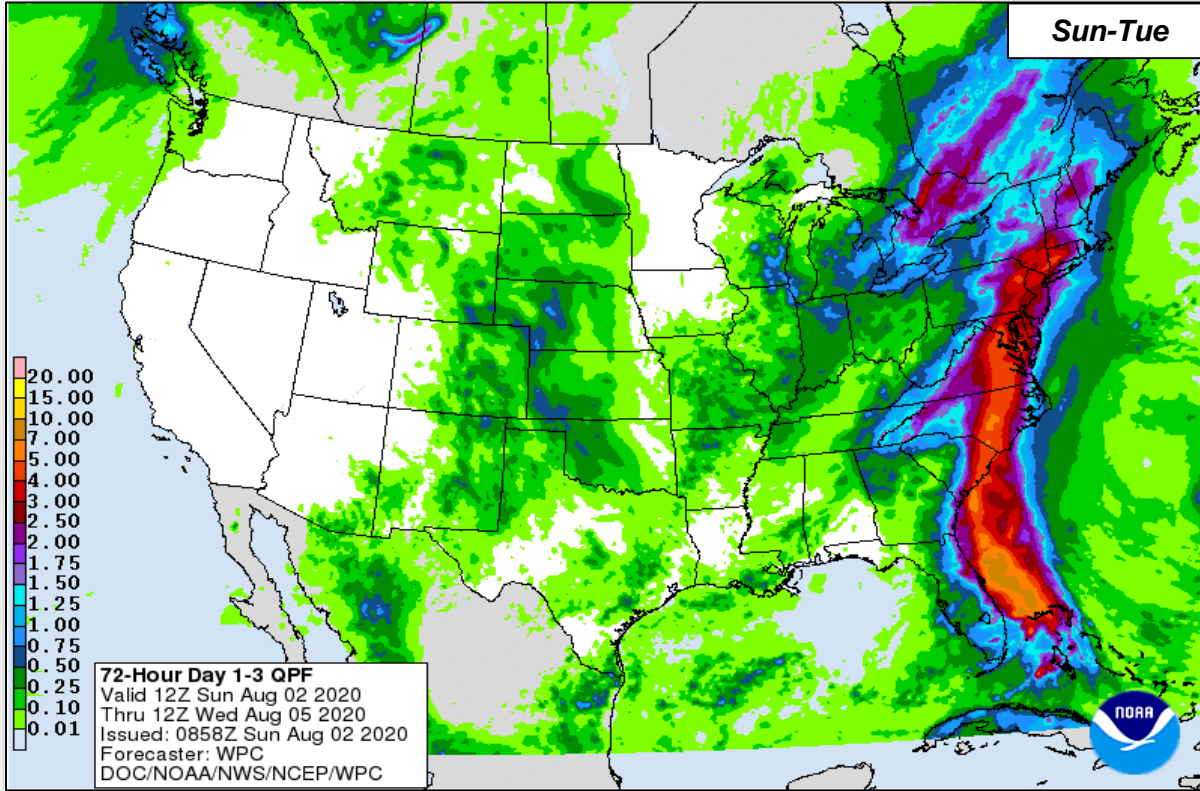 Sun-Tue
20.00
15.00
10.00
7.00
5.00
4.00
3.00
2.50
2.00
1.75
1.50
1.25
1.00
0.75
0.50
0.25
0.10
0.01
72-Hour Day 1-3 QPF
Valid 12Z Sun Aug 02 2020
Thru 12Z Wed Aug 05 2020
Issued: 0858Z Sun Aug 02 2020
Forecaster: WPC
DOC/NOAA/NWS/NCEP/WPC
NOAA